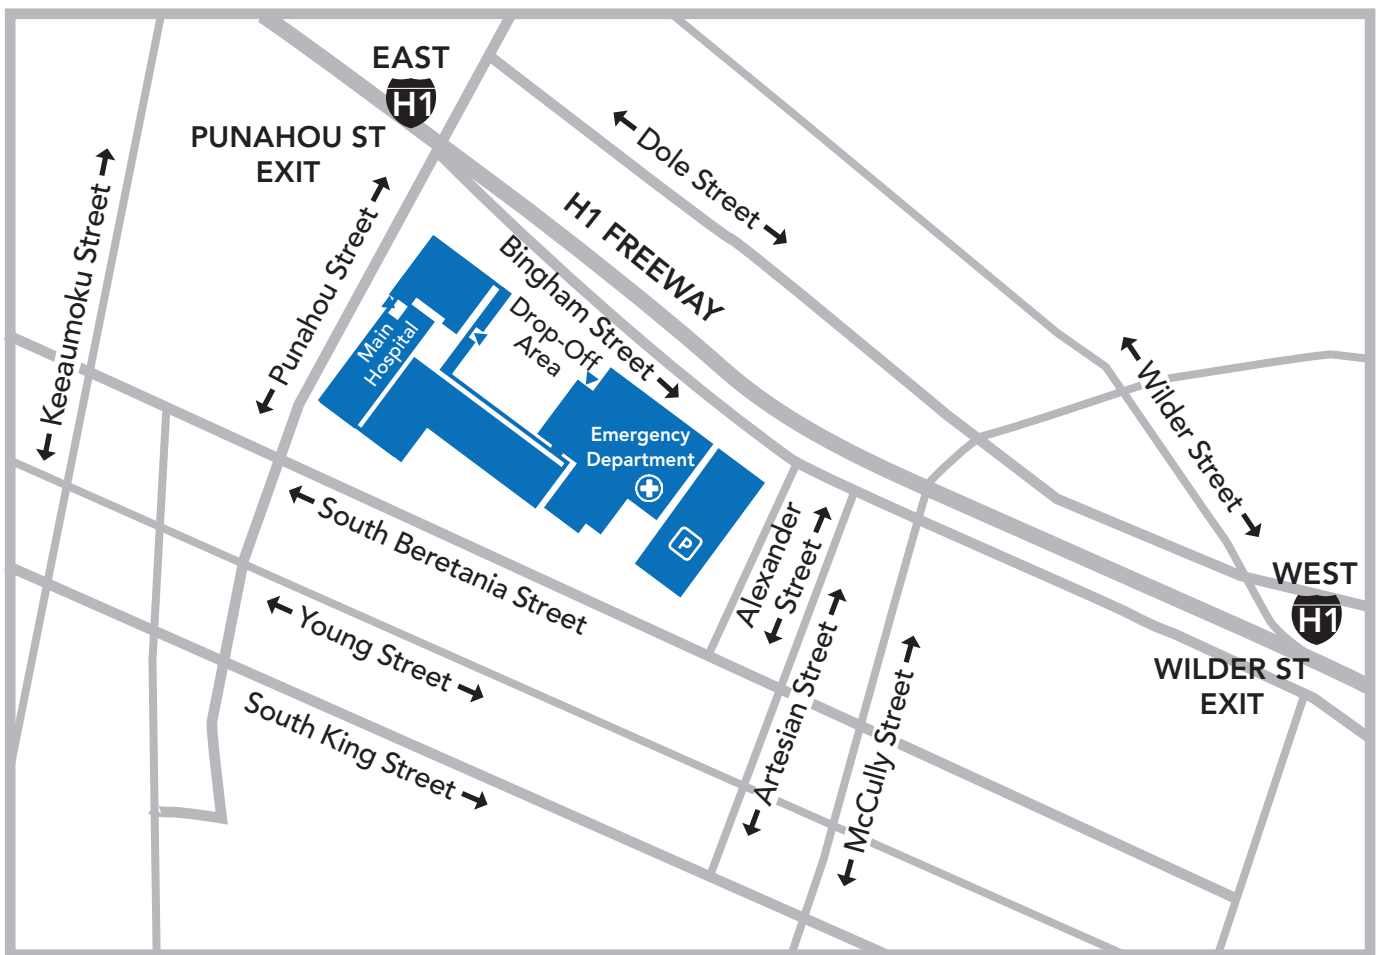 EAST
H1
PUNAHOU ST
EXIT
Keeaumoku Street
Punahou Street
Dole Street
H1 FREEWAY
Bingham Street
Drop-Off
Area
Main
Hospital
Emergency
Department
P
Wilder Street
WEST
H1
WILDER ST
EXIT
South Beretania Street
Alexander
Street
Young Street
Artesian Street
McCully Street
South King Street